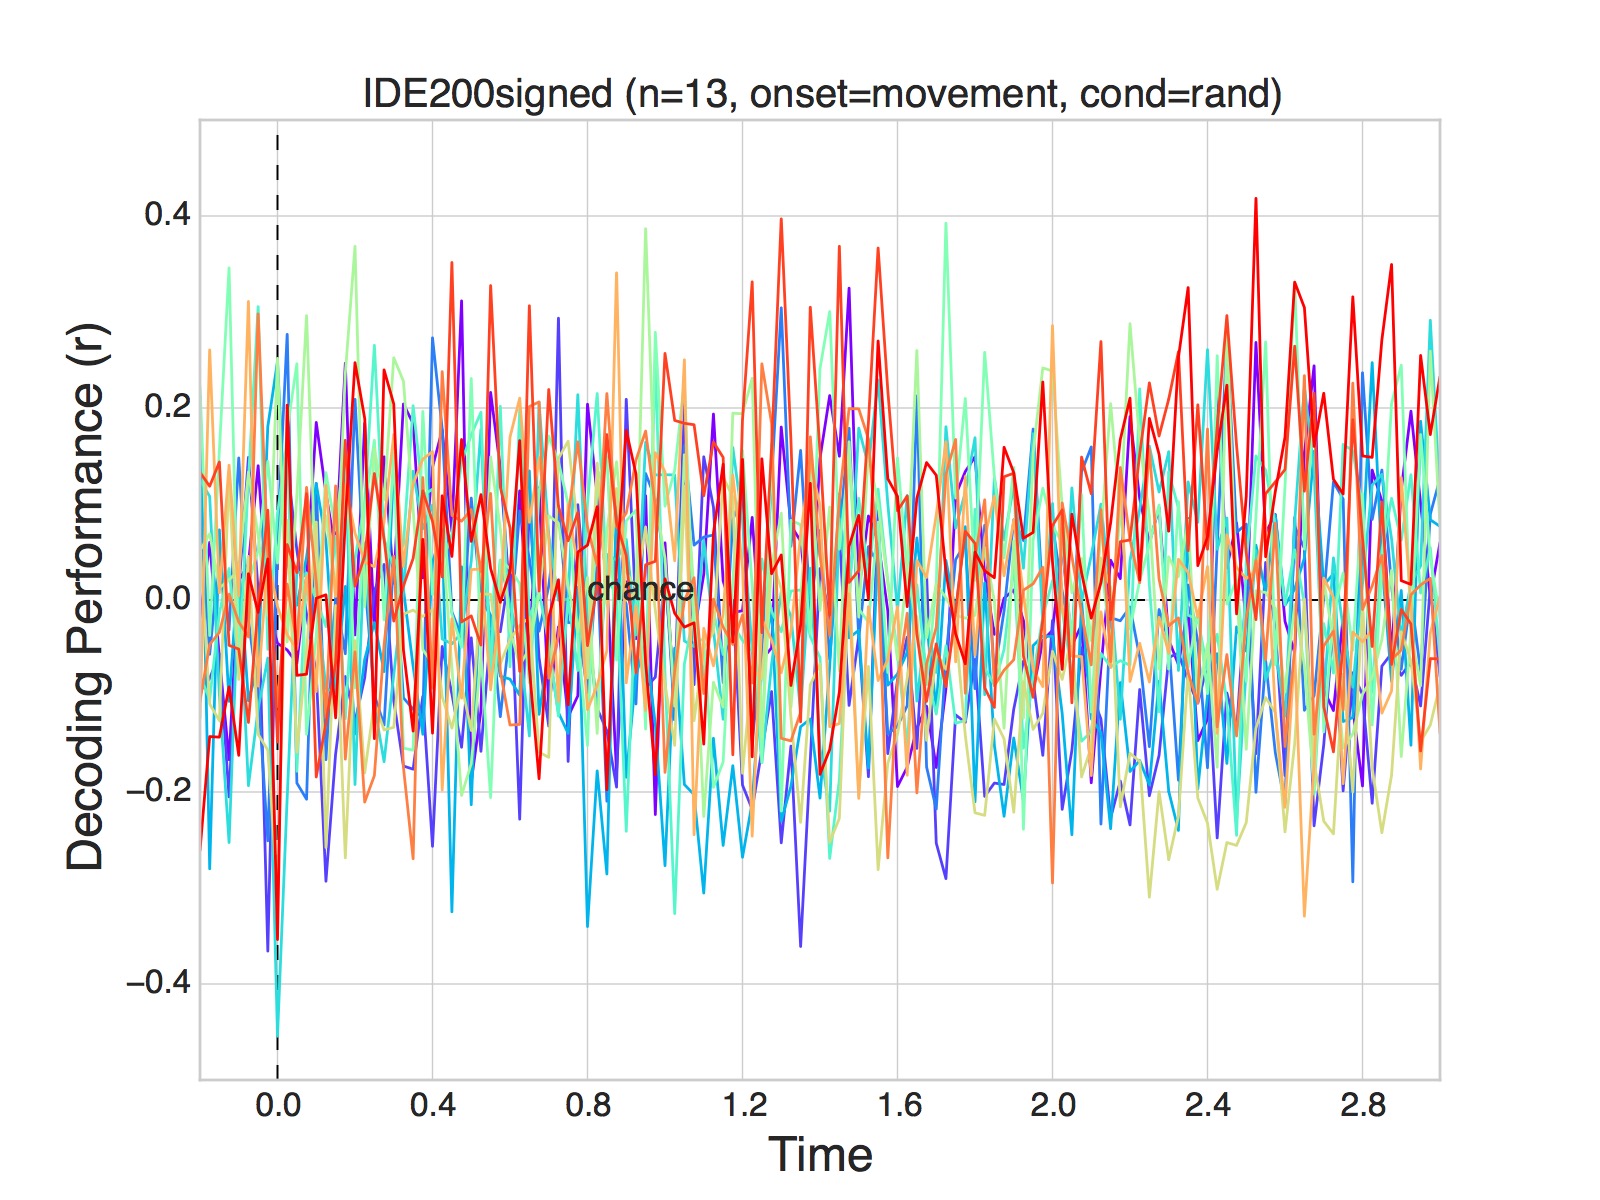 IDE200signed (n=13, onset=movement, cond=rand)
Decoding Performance (r)
0.4
0.2
0.0
−0.2
−0.4
chance
0.0 0.4 0.8 1.2 1.6 2.0 2.4 2.8
Time